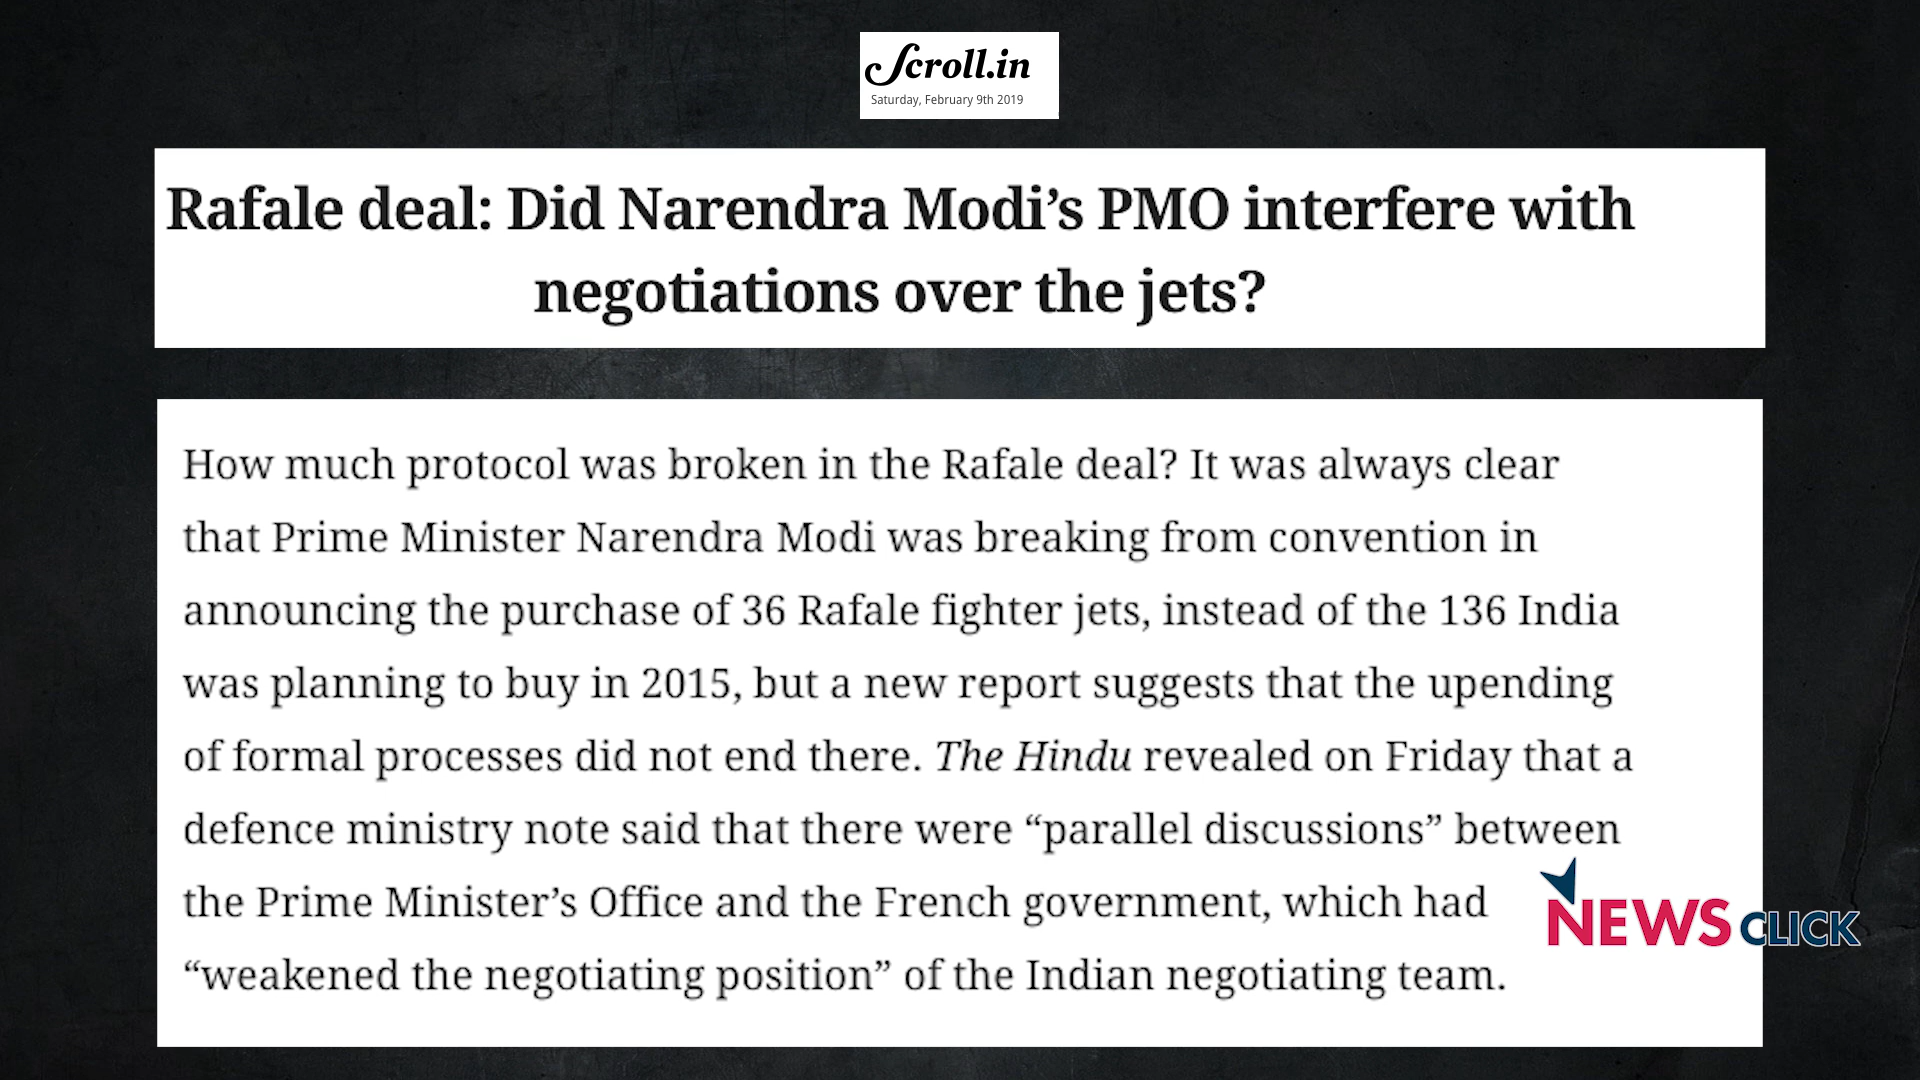 Scroll.in
Saturday, February 9th 2019
Rafale deal: Did Narendra Modi’s PMO interfere with
negotiations over the jets?
How much protocol was broken in the Rafale deal? It was always clear
that Prime Minister Narendra Modi was breaking from convention in
announcing the purchase of 36 Rafale fighter jets, instead of the 136 India
was planning to buy in 2015, but a new report suggests that the upending
of formal processes did not end there. The Hindu revealed on Friday that a
defence ministry note said that there were “parallel discussions” between
the Prime Minister’s Office and the French government, which had
“weakened the negotiating position” of the Indian negotiating team.
NEWS CLICK